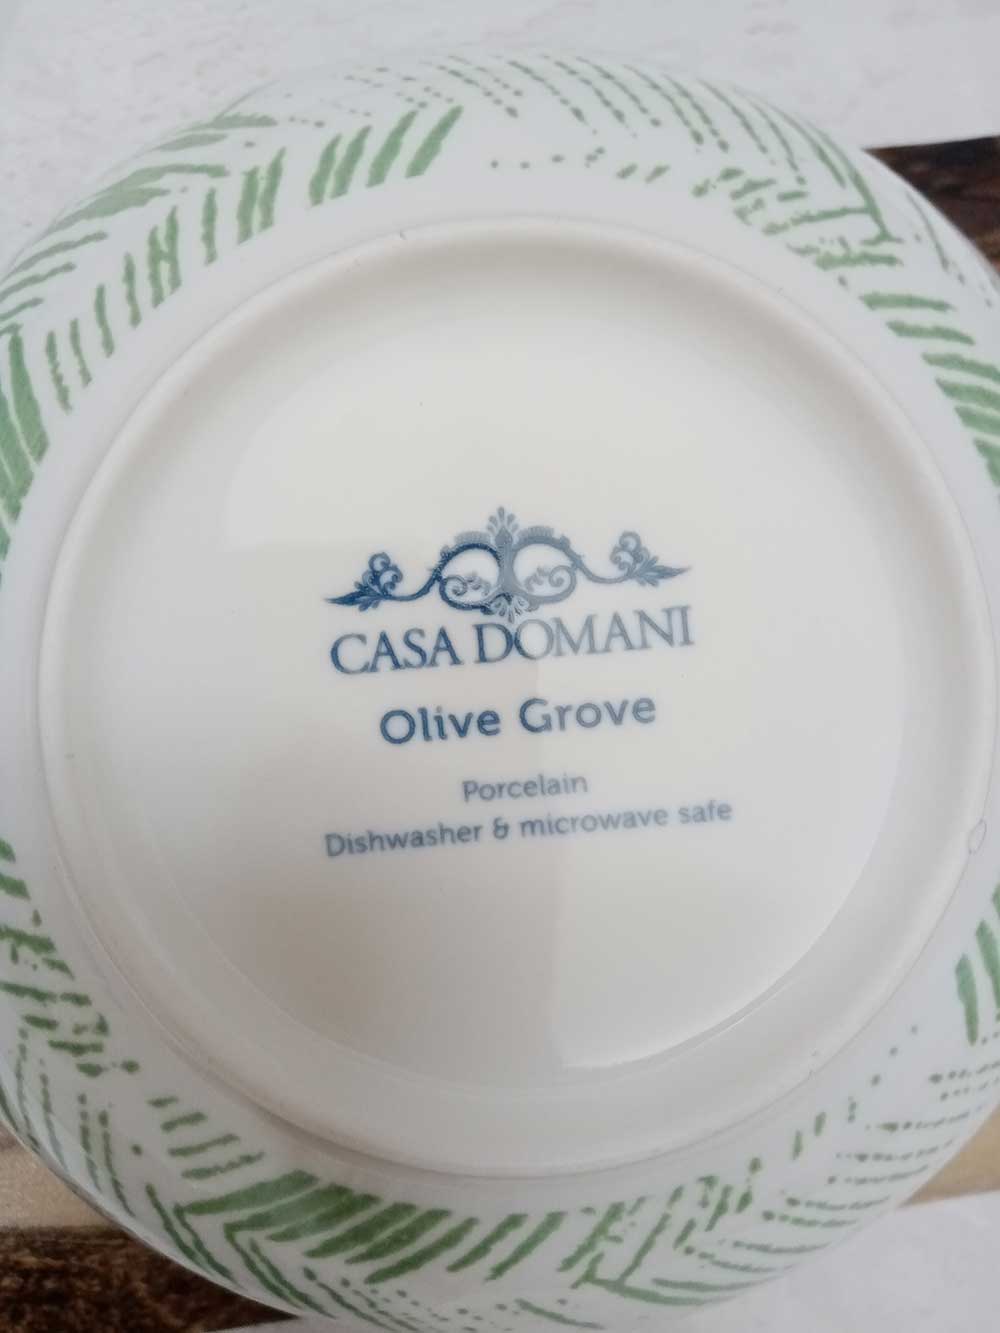 CASA DOMANI
Olive Grove
Porcelain
Dishwasher & microwave safe